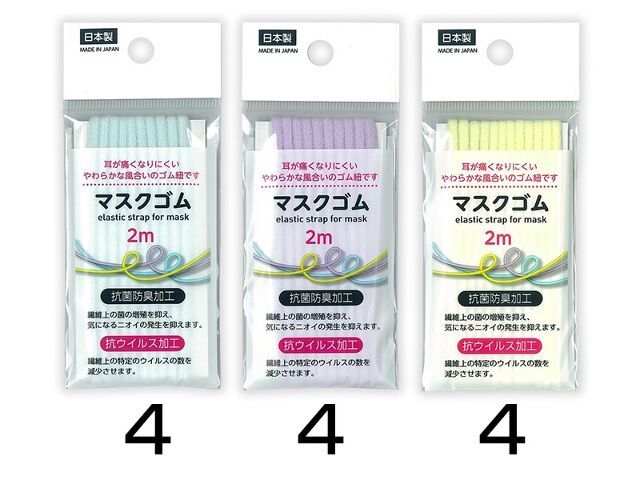 日本製
MADE IN JAPAN
耳が痛くなりにくい
やわらかな風合いのゴム紐です
マスクゴム
elastic strap for mask
2m
抗菌防臭加工
繊維上の菌の増殖を抑え、
気になるニオイの発生を抑えます。
抗ウイルス加工
繊維上の特定のウイルスの数を
減少させます。
4
日本製
MADE IN JAPAN
耳が痛くなりにくい
やわらかな風合いのゴム紐です
マスクゴム
elastic strap for mask
2m
抗菌防臭加工
繊維上の菌の増殖を抑え、
気になるニオイの発生を抑えます。
抗ウイルス加工
繊維上の特定のウイルスの数を
減少させます。
4
日本製
MADE IN JAPAN
耳が痛くなりにくい
やわらかな風合いのゴム紐です
マスクゴム
elastic strap for mask
2m
抗菌防臭加工
繊維上の菌の増殖を抑え、
気になるニオイの発生を抑えます。
抗ウイルス加工
繊維上の特定のウイルスの数を
減少させます。
4